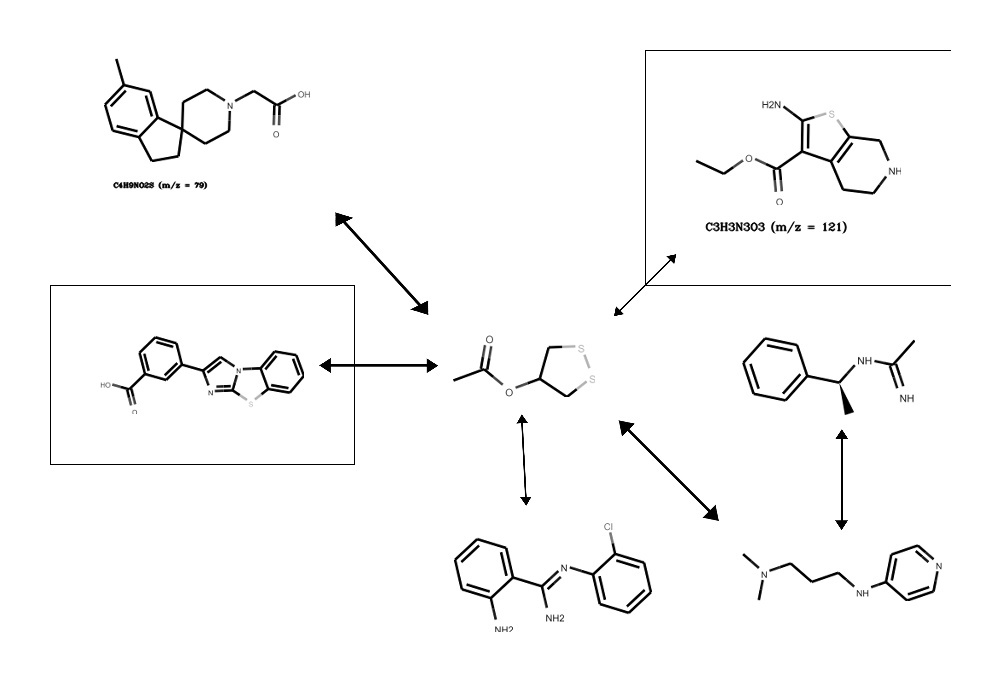 N
OH
O
C4H9NO2S (m/z = 79)
H2N
S
O
O
NH
C3H3N3O3 (m/z = 121)
HO
O
N
N
S
O
O
S
S
NH
NH
Cl
N
NH2
NH2
N
NH
N